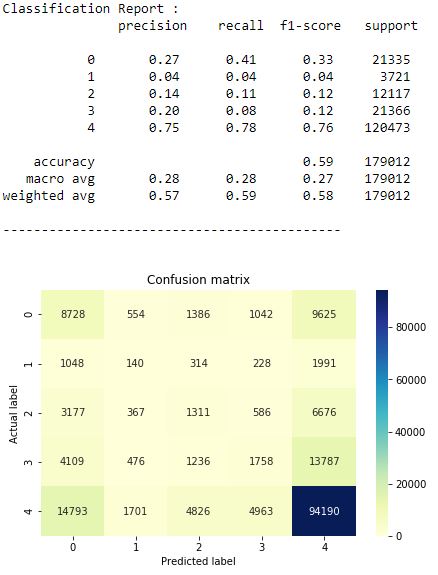 Classification Report :
precision recall f1-score support
0 0.27 0.41 0.33 21335
1 0.04 0.04 0.04 3721
2 0.14 0.11 0.12 12117
3 0.20 0.08 0.12 21366
4 0.75 0.78 0.76 120473
accuracy 0.59 179012
macro avg 0.28 0.28 0.27 179012
weighted avg 0.57 0.59 0.58 179012
-------------------------------------------
Confusion matrix
0 8728 554 1386 1042 9625
1 1048 140 314 228 1991
2 3177 367 1311 586 6676
3 4109 476 1236 1758 13787
4 14793 1701 4826 4963 94190
0 1 2 3 4
Actual label
Predicted label
80000
60000
40000
20000
0